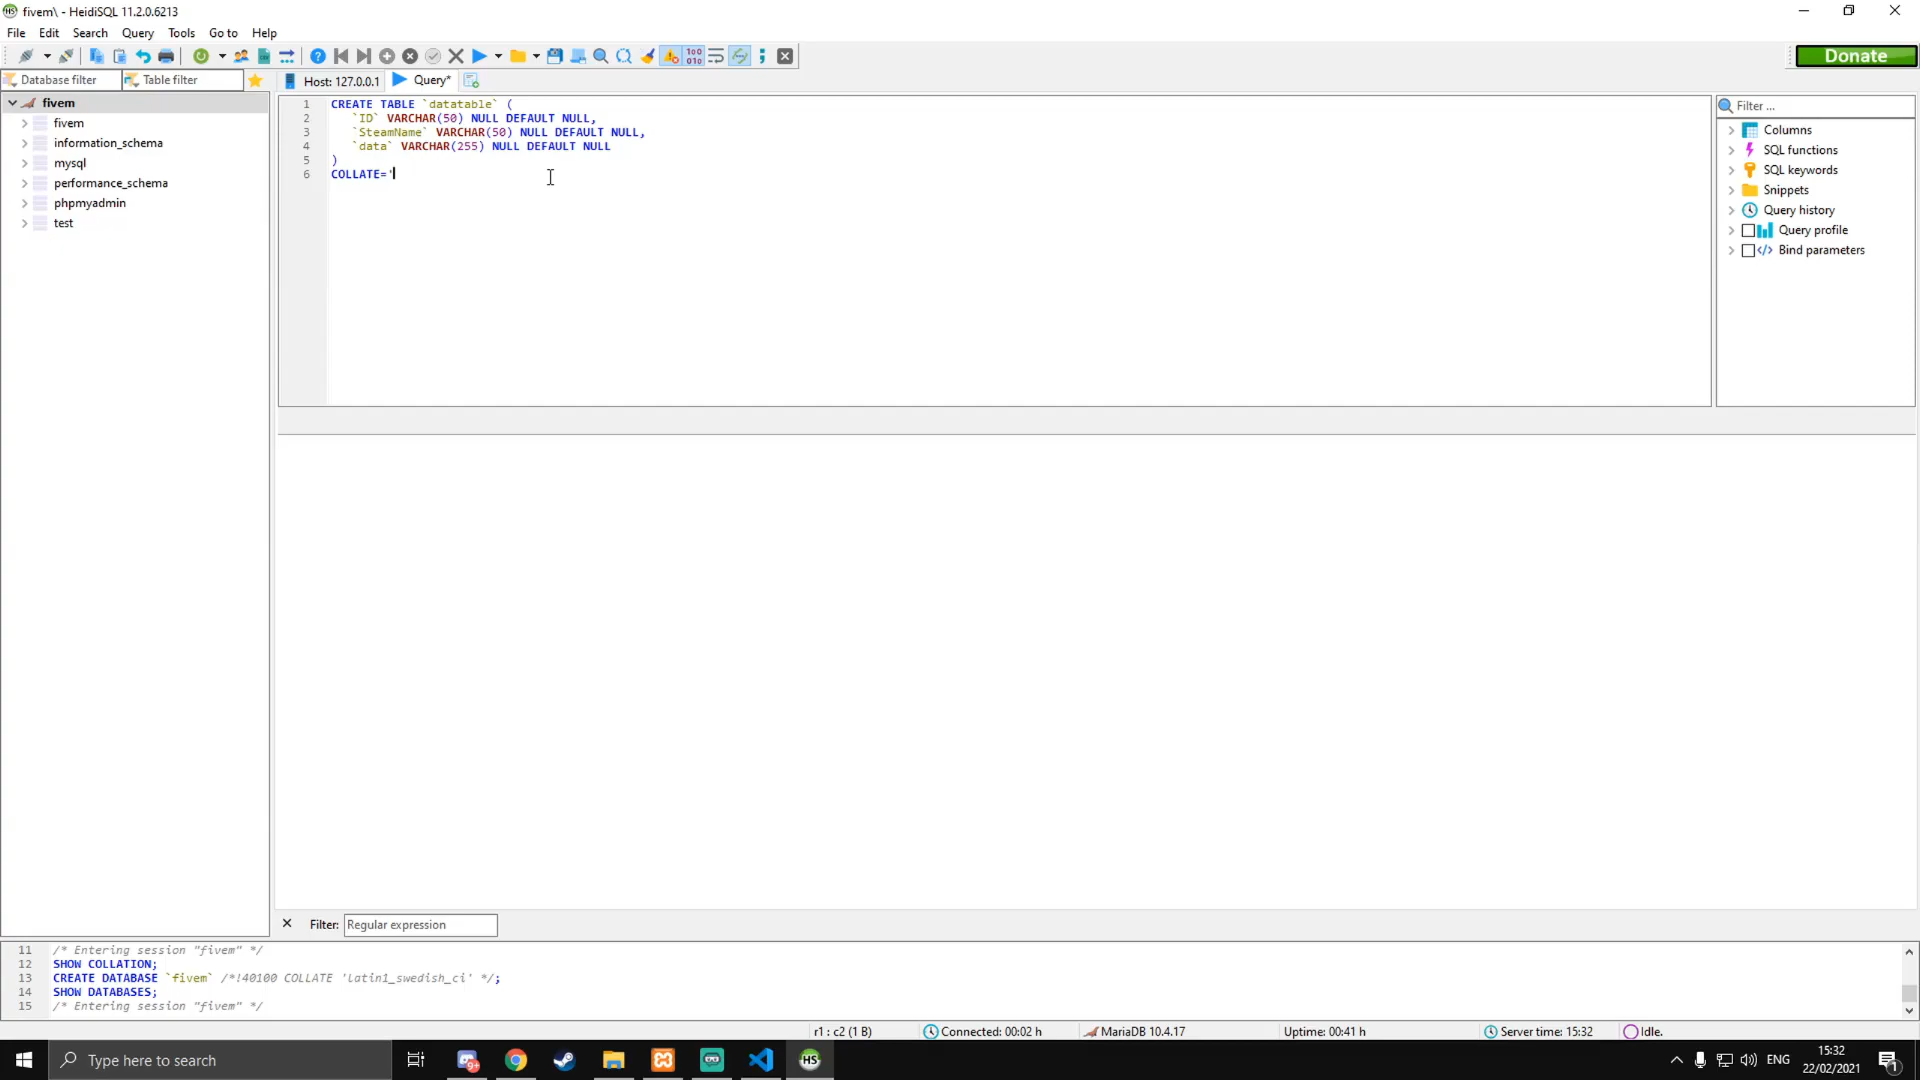 fivem\ - HeidiSQL 11.2.0.6213
File Edit Search Query Tools Go to Help
Donate
Database filter Table filter Host: 127.0.0.1 Query*
fivem
fivem
information_schema
mysql
performance_schema
phpmyadmin
test
1 CREATE TABLE `datatable` (
2 `ID` VARCHAR(50) NULL DEFAULT NULL,
3 `SteamName` VARCHAR(50) NULL DEFAULT NULL,
4 `data` VARCHAR(255) NULL DEFAULT NULL
5 )
6 COLLATE='
Filter ...
Columns
SQL functions
SQL keywords
Snippets
Query history
Query profile
Bind parameters
Filter: Regular expression
11 /* Entering session "fivem" */
12 SHOW COLLATION;
13 CREATE DATABASE `fivem` /*!40100 COLLATE 'latin1_swedish_ci' */;
14 SHOW DATABASES;
15 /* Entering session "fivem" */
r1 : c2 (1 B) Connected: 00:02 h MariaDB 10.4.17 Uptime: 00:41 h Server time: 15:32 Idle.
Type here to search
9+
HS
ENG
15:32
22/02/2021
1